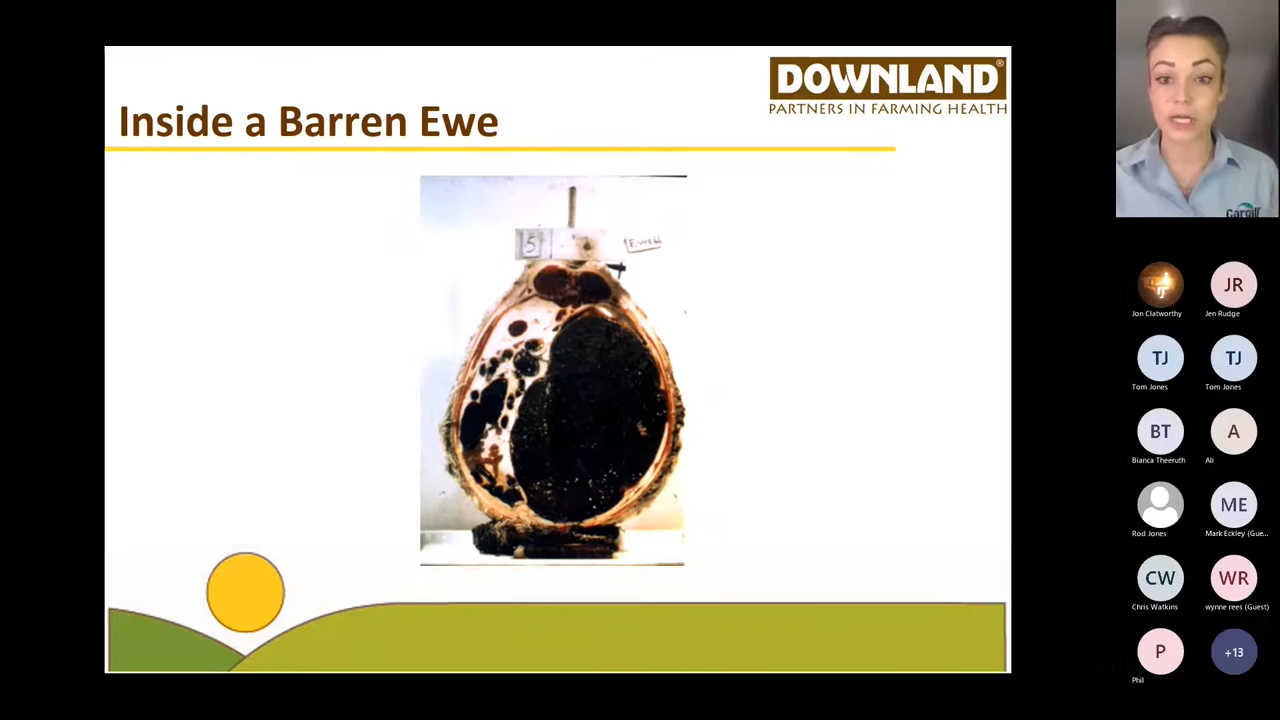 Inside a Barren Ewe
DOWNLAND®
PARTNERS IN FARMING HEALTH
5
Cargill
Jon Clatworthy
JR
Jen Rudge
TJ
Tom Jones
TJ
Tom Jones
BT
Bianca Theeruth
A
Ali
Rod Jones
ME
Mark Eckley (Gue...
CW
Chris Watkins
WR
wynne rees (Guest)
P
Phil
+13